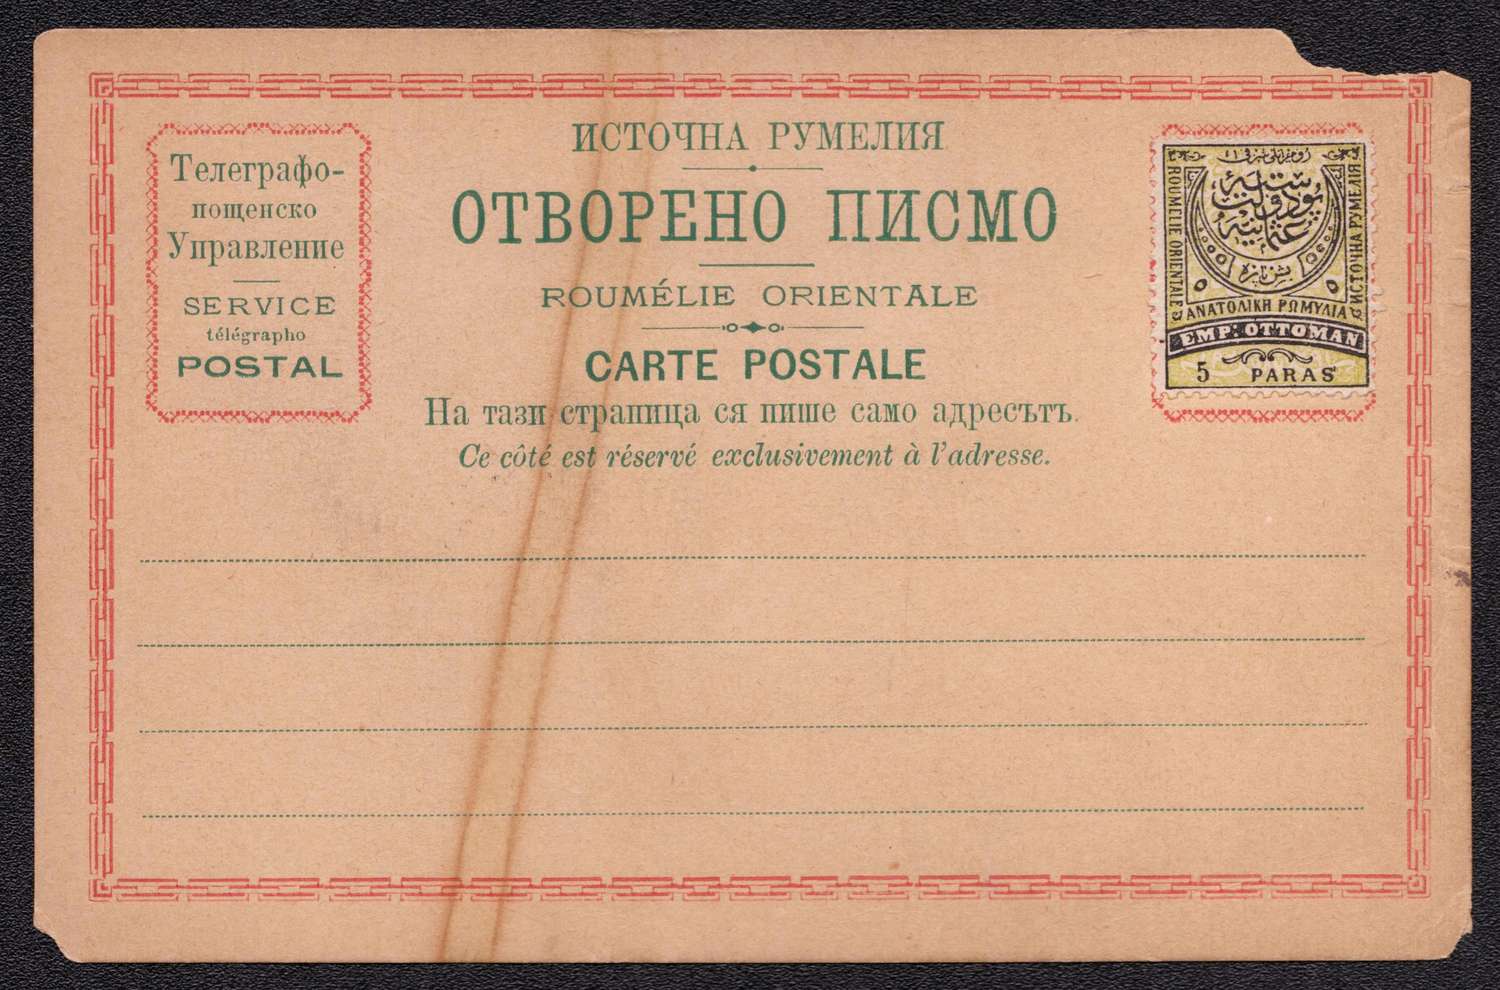 Телеграфо-
пощенско
Управление
SERVICE
télégrapho
POSTAL
ИСТОЧНА РУМЕЛИЯ
ОТВОРЕНО ПИСМО
ROUMÉLIE ORIENTALE
CARTE POSTALE
На тази страница ся пише само адресътъ.
Ce côté est réservé exclusivement à l'adresse.
ROUMELIE ORIENTALE
ИСТОЧНА РУМЕЛІЯ
ΑΝΑΤΟΛΙΚΗ ΡΩΜΥΛΙΑ
EMP: OTTOMAN
5 PARAS